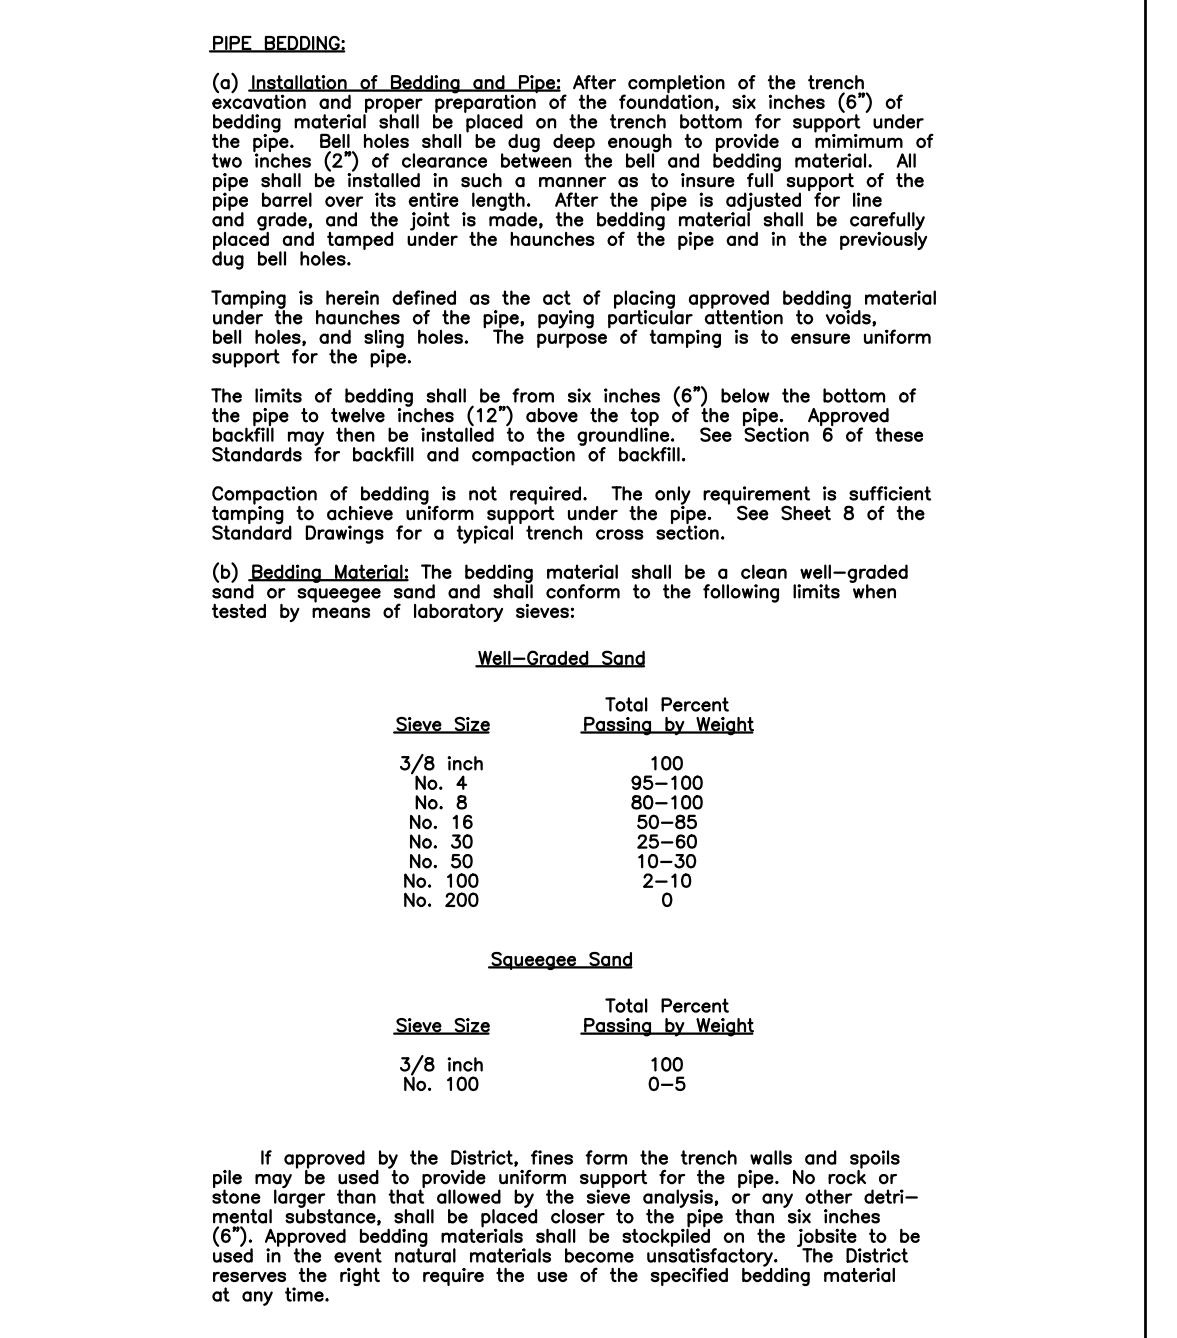 PIPE BEDDING:
(a) Installation of Bedding and Pipe: After completion of the trench
excavation and proper preparation of the foundation, six inches (6") of
bedding material shall be placed on the trench bottom for support under
the pipe. Bell holes shall be dug deep enough to provide a mimimum of
two inches (2") of clearance between the bell and bedding material. All
pipe shall be installed in such a manner as to insure full support of the
pipe barrel over its entire length. After the pipe is adjusted for line
and grade, and the joint is made, the bedding material shall be carefully
placed and tamped under the haunches of the pipe and in the previously
dug bell holes.
Tamping is herein defined as the act of placing approved bedding material
under the haunches of the pipe, paying particular attention to voids,
bell holes, and sling holes. The purpose of tamping is to ensure uniform
support for the pipe.
The limits of bedding shall be from six inches (6") below the bottom of
the pipe to twelve inches (12") above the top of the pipe. Approved
backfill may then be installed to the groundline. See Section 6 of these
Standards for backfill and compaction of backfill.
Compaction of bedding is not required. The only requirement is sufficient
tamping to achieve uniform support under the pipe. See Sheet 8 of the
Standard Drawings for a typical trench cross section.
(b) Bedding Material: The bedding material shall be a clean well-graded
sand or squeegee sand and shall conform to the following limits when
tested by means of laboratory sieves:
Well-Graded Sand
Total Percent
Sieve Size Passing by Weight
3/8 inch 100
No. 4 95-100
No. 8 80-100
No. 16 50-85
No. 30 25-60
No. 50 10-30
No. 100 2-10
No. 200 0
Squeegee Sand
Total Percent
Sieve Size Passing by Weight
3/8 inch 100
No. 100 0-5
If approved by the District, fines form the trench walls and spoils
pile may be used to provide uniform support for the pipe. No rock or
stone larger than that allowed by the sieve analysis, or any other detri-
mental substance, shall be placed closer to the pipe than six inches
(6"). Approved bedding materials shall be stockpiled on the jobsite to be
used in the event natural materials become unsatisfactory. The District
reserves the right to require the use of the specified bedding material
at any time.